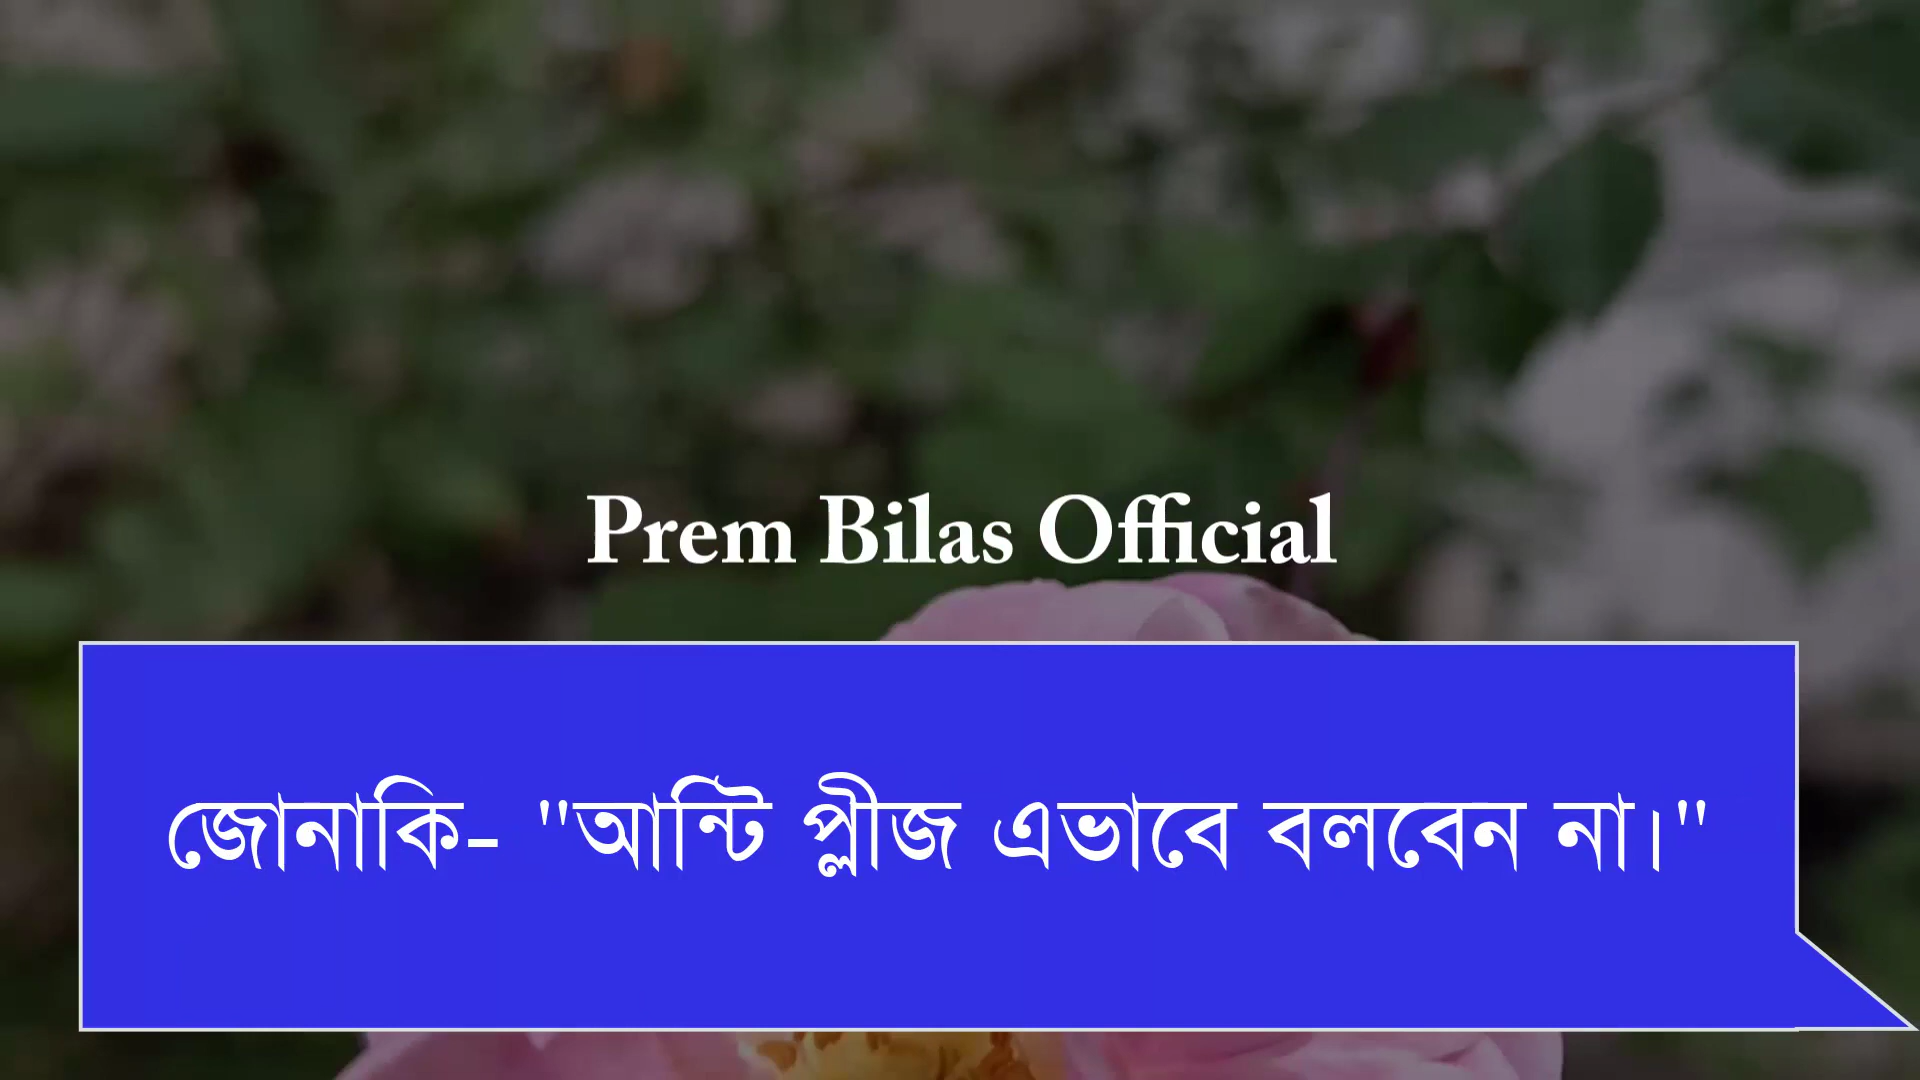 Prem Bilas Official
জোনাকি- "আন্টি প্লীজ এভাবে বলবেন না।"